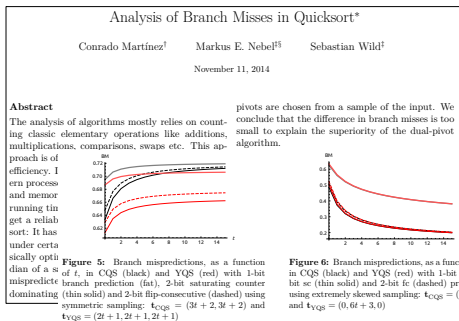 Analysis of Branch Misses in Quicksort*
Conrado Martínez† Markus E. Nebel‡§ Sebastian Wild‡
November 11, 2014
Abstract
The analysis of algorithms mostly relies on count-
ing classic elementary operations like additions,
multiplications, comparisons, swaps etc. This ap-
proach is of
efficiency. I
ern process
and memor
running tim
get a reliab
sort: It has
under certa
sically optim
dian of a sa
mispredicte
dominating
pivots are chosen from a sample of the input. We
conclude that the difference in branch misses is too
small to explain the superiority of the dual-pivot
algorithm.
BM
0.72
0.70
0.68
0.66
0.64
0.62
2 4 6 8 10 12 14
t
Figure 5: Branch mispredictions, as a function
of t, in CQS (black) and YQS (red) with 1-bit
branch prediction (fat), 2-bit saturating counter
(thin solid) and 2-bit flip-consecutive (dashed) using
symmetric sampling: tCQS = (3t + 2, 3t + 2) and
tYQS = (2t + 1, 2t + 1, 2t + 1)
BM
0.6
0.5
0.4
0.3
0.2
2 4 6 8 10 12 14
Figure 6: Branch mispredictions, as a func
in CQS (black) and YQS (red) with 1-bit
bit sc (thin solid) and 2-bit fc (dashed) pr
using extremely skewed sampling: tCQS = (
and tYQS = (0, 6t + 3, 0)